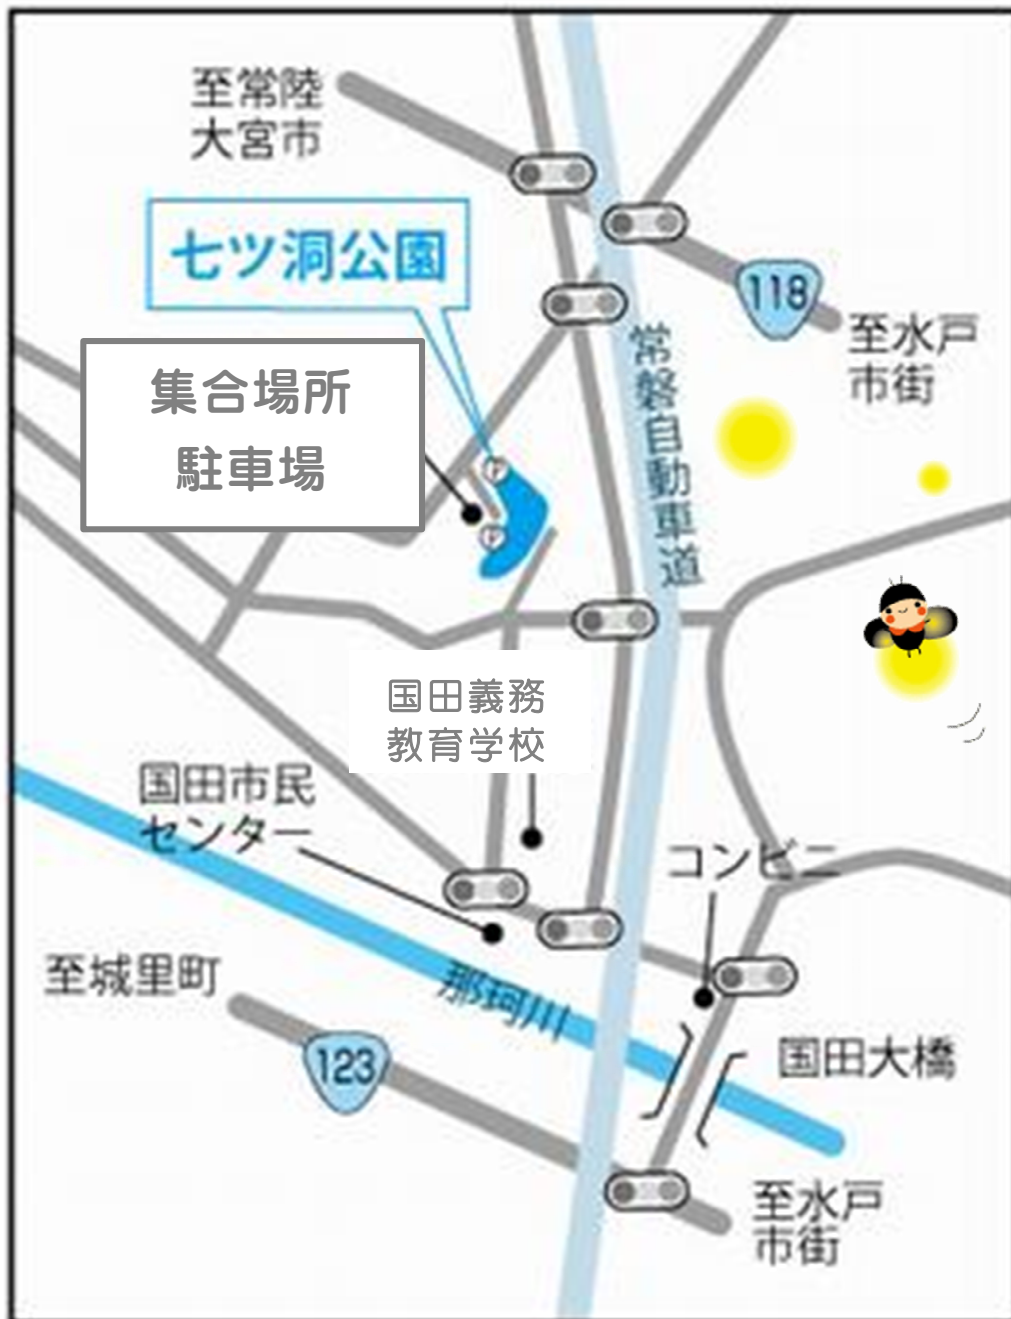 至常陸
大宮市
七ツ洞公園
118
至水戸
市街
常磐自動車道
集合場所
駐車場
P
P
国田義務
教育学校
国田市民
センター
コンビニ
至城里町
那珂川
123
国田大橋
至水戸
市街